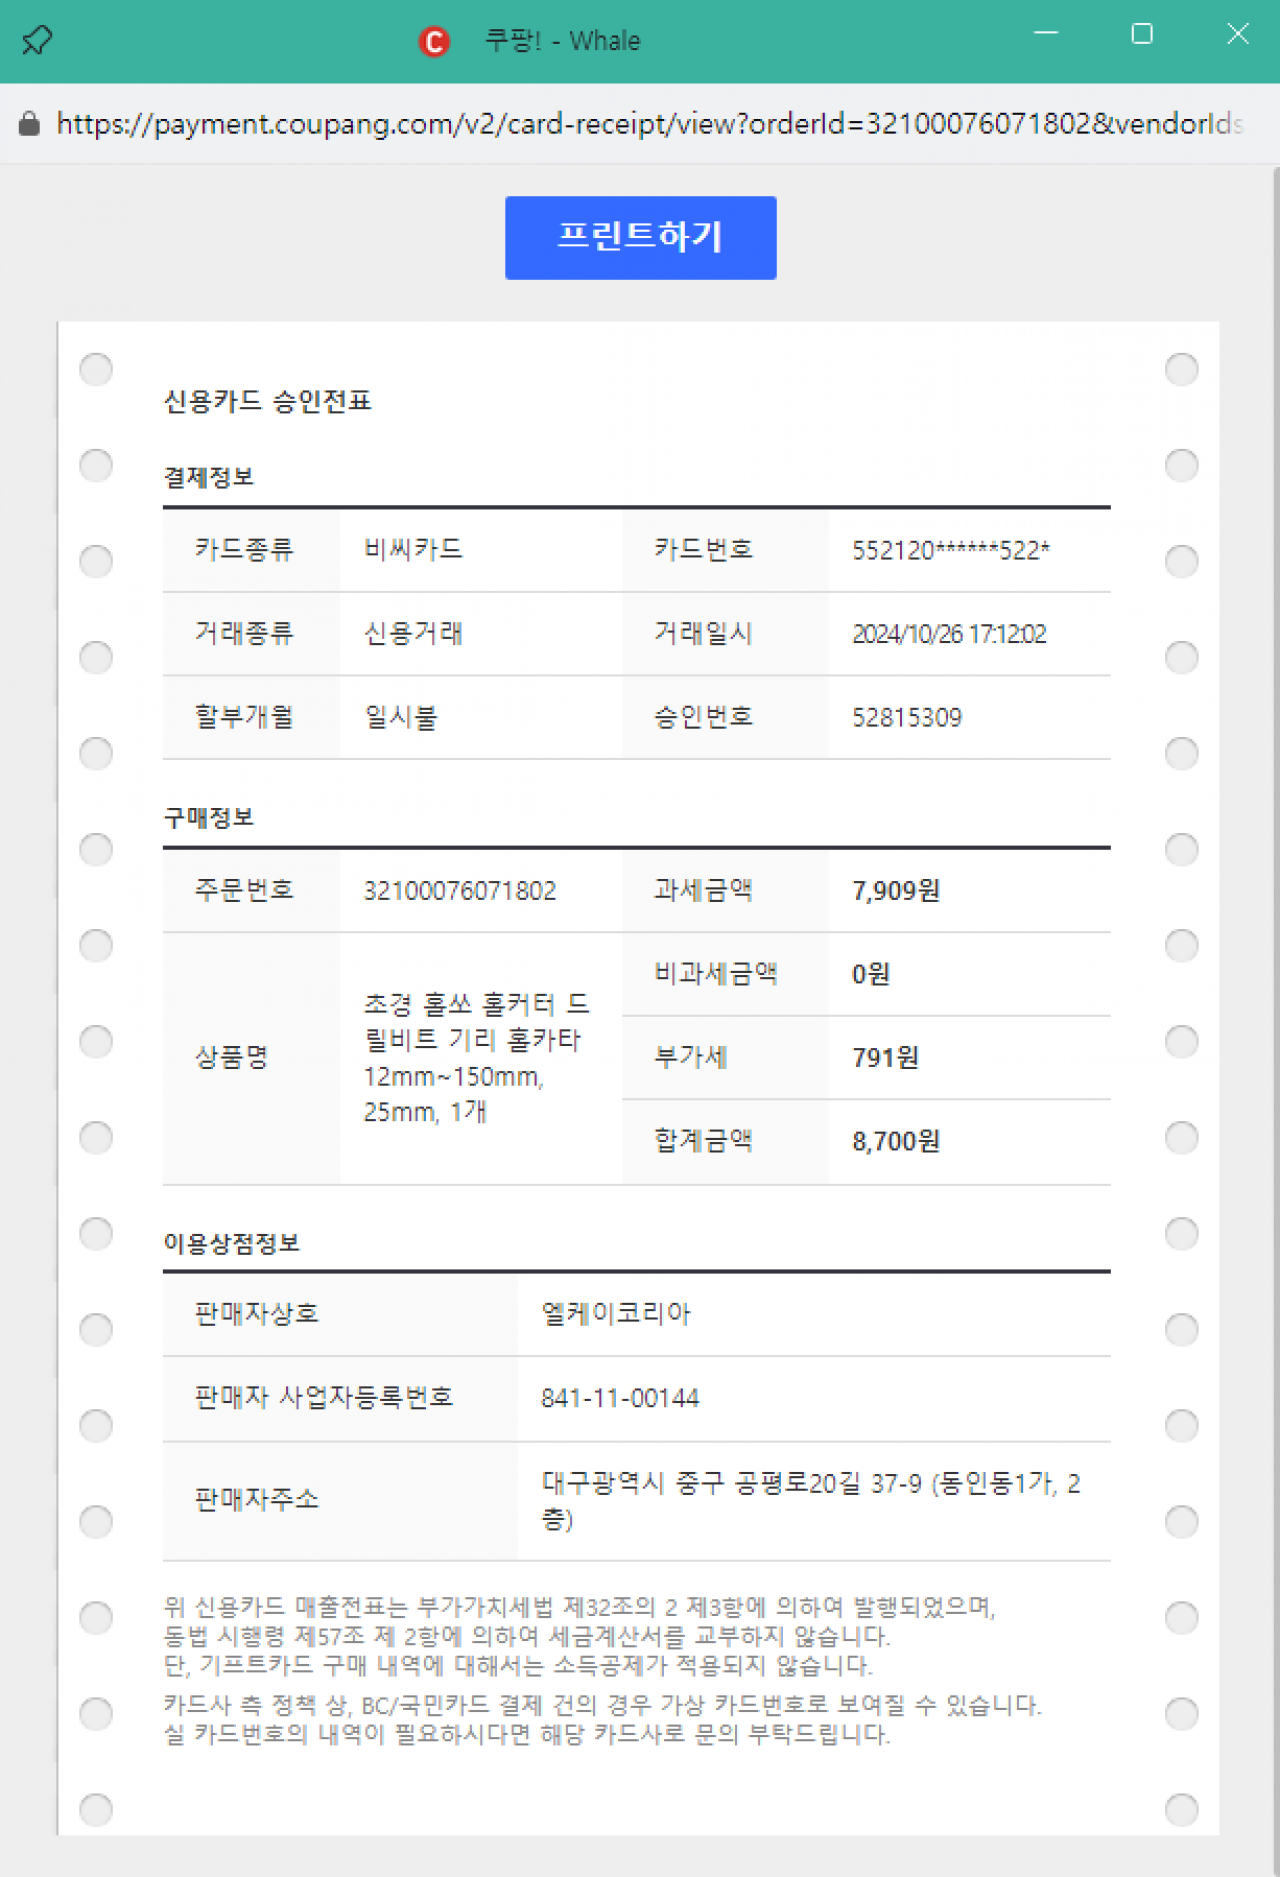 쿠팡! - Whale
https://payment.coupang.com/v2/card-receipt/view?orderId=32100076071802&vendorIds
프린트하기
신용카드 승인전표
결제정보
카드종류 비씨카드 카드번호 552120******522*
거래종류 신용거래 거래일시 2024/10/26 17:12:02
할부개월 일시불 승인번호 52815309
구매정보
주문번호 32100076071802 과세금액 7,909원
비과세금액 0원
상품명
초경 홀쏘 홀커터 드
릴비트 기리 홀카타
12mm~150mm,
25mm, 1개
부가세 791원
합계금액 8,700원
이용상점정보
판매자상호 엘케이코리아
판매자 사업자등록번호 841-11-00144
판매자주소
대구광역시 중구 공평로20길 37-9 (동인동1가, 2
층)
위 신용카드 매출전표는 부가가치세법 제32조의 2 제3항에 의하여 발행되었으며,
동법 시행령 제57조 제 2항에 의하여 세금계산서를 교부하지 않습니다.
단, 기프트카드 구매 내역에 대해서는 소득공제가 적용되지 않습니다.
카드사 측 정책 상, BC/국민카드 결제 건의 경우 가상 카드번호로 보여질 수 있습니다.
실 카드번호의 내역이 필요하시다면 해당 카드사로 문의 부탁드립니다.